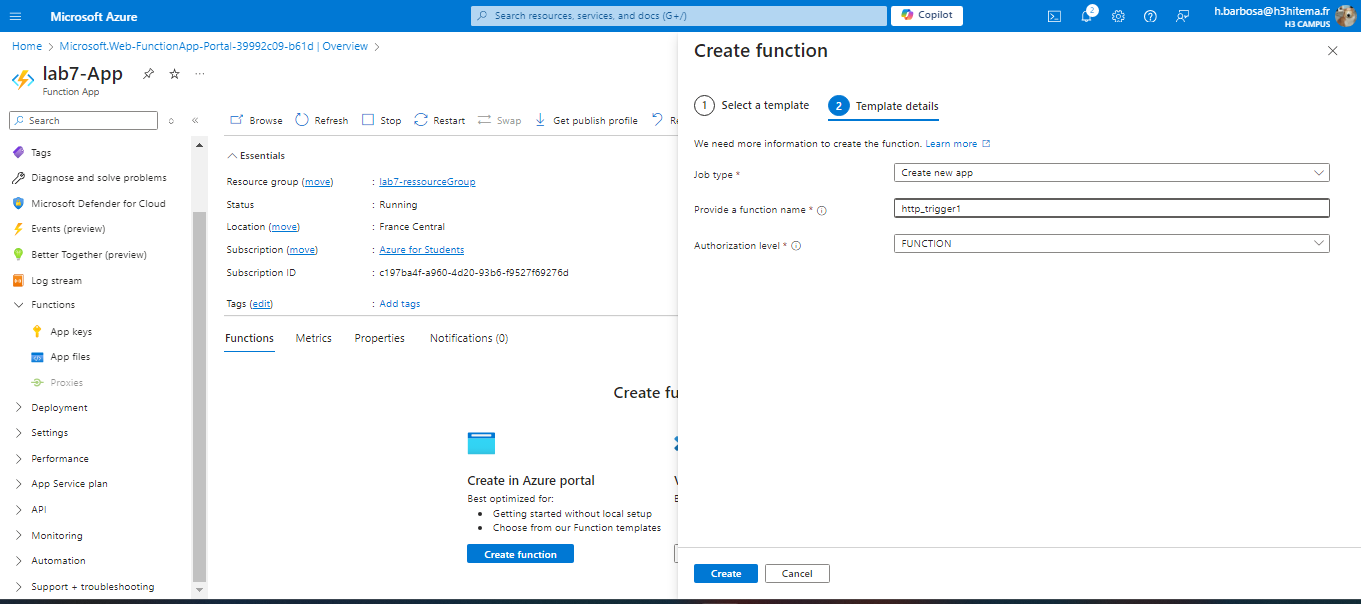 Microsoft Azure
Search resources, services, and docs (G+/)
Copilot
2
h.barbosa@h3hitema.fr
H3 CAMPUS
Home > Microsoft.Web-FunctionApp-Portal-39992c09-b61d | Overview >
lab7-App
Function App
Search
Tags
Diagnose and solve problems
Microsoft Defender for Cloud
Events (preview)
Better Together (preview)
Log stream
Functions
App keys
App files
Proxies
Deployment
Settings
Performance
App Service plan
API
Monitoring
Automation
Support + troubleshooting
Browse Refresh Stop Restart Swap Get publish profile Re
Essentials
Resource group (move) : lab7-ressourceGroup
Status : Running
Location (move) : France Central
Subscription (move) : Azure for Students
Subscription ID : c197ba4f-a960-4d20-93b6-f9527f69276d
Tags (edit) : Add tags
Functions Metrics Properties Notifications (0)
Create fu
Create in Azure portal
Best optimized for:
• Getting started without local setup
• Choose from our Function templates
Create function
Create function
1 Select a template 2 Template details
We need more information to create the function. Learn more
Job type * Create new app
Provide a function name * http_trigger1
Authorization level * FUNCTION
Create Cancel